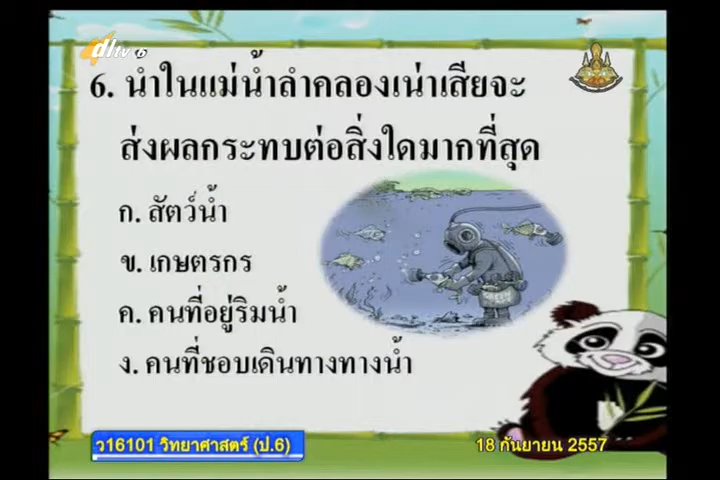 dltv 6
6. น้ำในแม่น้ำลำคลองเน่าเสียจะ
ส่งผลกระทบต่อสิ่งใดมากที่สุด
ก. สัตว์น้ำ
ข. เกษตรกร
ค. คนที่อยู่ริมน้ำ
ง. คนที่ชอบเดินทางทางน้ำ
ว16101 วิทยาศาสตร์ (ป.6)
18 กันยายน 2557